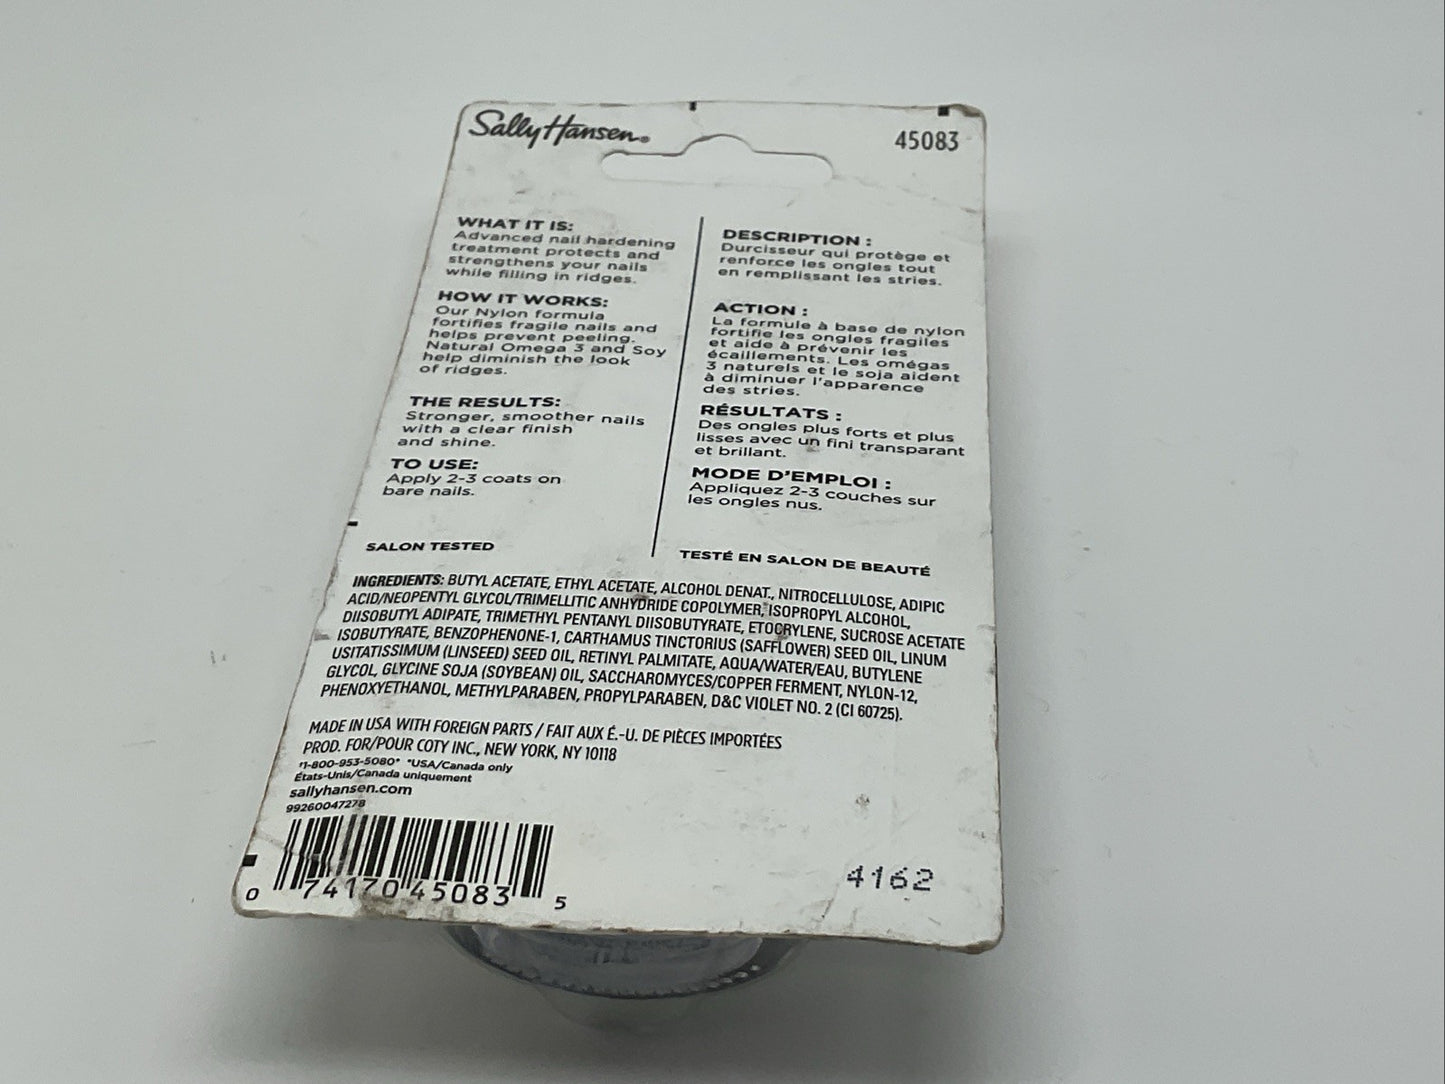 Sally Hansen®
45083
WHAT IT IS:
Advanced nail hardening
treatment protects and
strengthens your nails
while filling in ridges.
HOW IT WORKS:
Our Nylon formula
fortifies fragile nails and
helps prevent peeling.
Natural Omega 3 and Soy
help diminish the look
of ridges.
THE RESULTS:
Stronger, smoother nails
with a clear finish
and shine.
TO USE:
Apply 2-3 coats on
bare nails.
SALON TESTED
DESCRIPTION :
Durcisseur qui protège et
renforce les ongles tout
en remplissant les stries.
ACTION :
La formule à base de nylon
fortifie les ongles fragiles
et aide à prévenir les
écaillements. Les omégas
3 naturels et le soja aident
à diminuer l'apparence
des stries.
RÉSULTATS :
Des ongles plus forts et plus
lisses avec un fini transparant
et brillant.
MODE D'EMPLOI :
Appliquez 2-3 couches sur
les ongles nus.
TESTÉ EN SALON DE BEAUTÉ
INGREDIENTS: BUTYL ACETATE, ETHYL ACETATE, ALCOHOL DENAT., NITROCELLULOSE, ADIPIC
ACID/NEOPENTYL GLYCOL/TRIMELLITIC ANHYDRIDE COPOLYMER, ISOPROPYL ALCOHOL,
DIISOBUTYL ADIPATE, TRIMETHYL PENTANYL DIISOBUTYRATE, ETOCRYLENE, SUCROSE ACETATE
ISOBUTYRATE, BENZOPHENONE-1, CARTHAMUS TINCTORIUS (SAFFLOWER) SEED OIL, LINUM
USITATISSIMUM (LINSEED) SEED OIL, RETINYL PALMITATE, AQUA/WATER/EAU, BUTYLENE
GLYCOL, GLYCINE SOJA (SOYBEAN) OIL, SACCHAROMYCES/COPPER FERMENT, NYLON-12,
PHENOXYETHANOL, METHYLPARABEN, PROPYLPARABEN, D&C VIOLET NO. 2 (CI 60725).
MADE IN USA WITH FOREIGN PARTS / FAIT AUX É.-U. DE PIÈCES IMPORTÉES
PROD. FOR/POUR COTY INC., NEW YORK, NY 10118
*1-800-953-5080* *USA/Canada only
États-Unis/Canada uniquement
sallyhansen.com
99260047278
0 74170 45083 5
4162